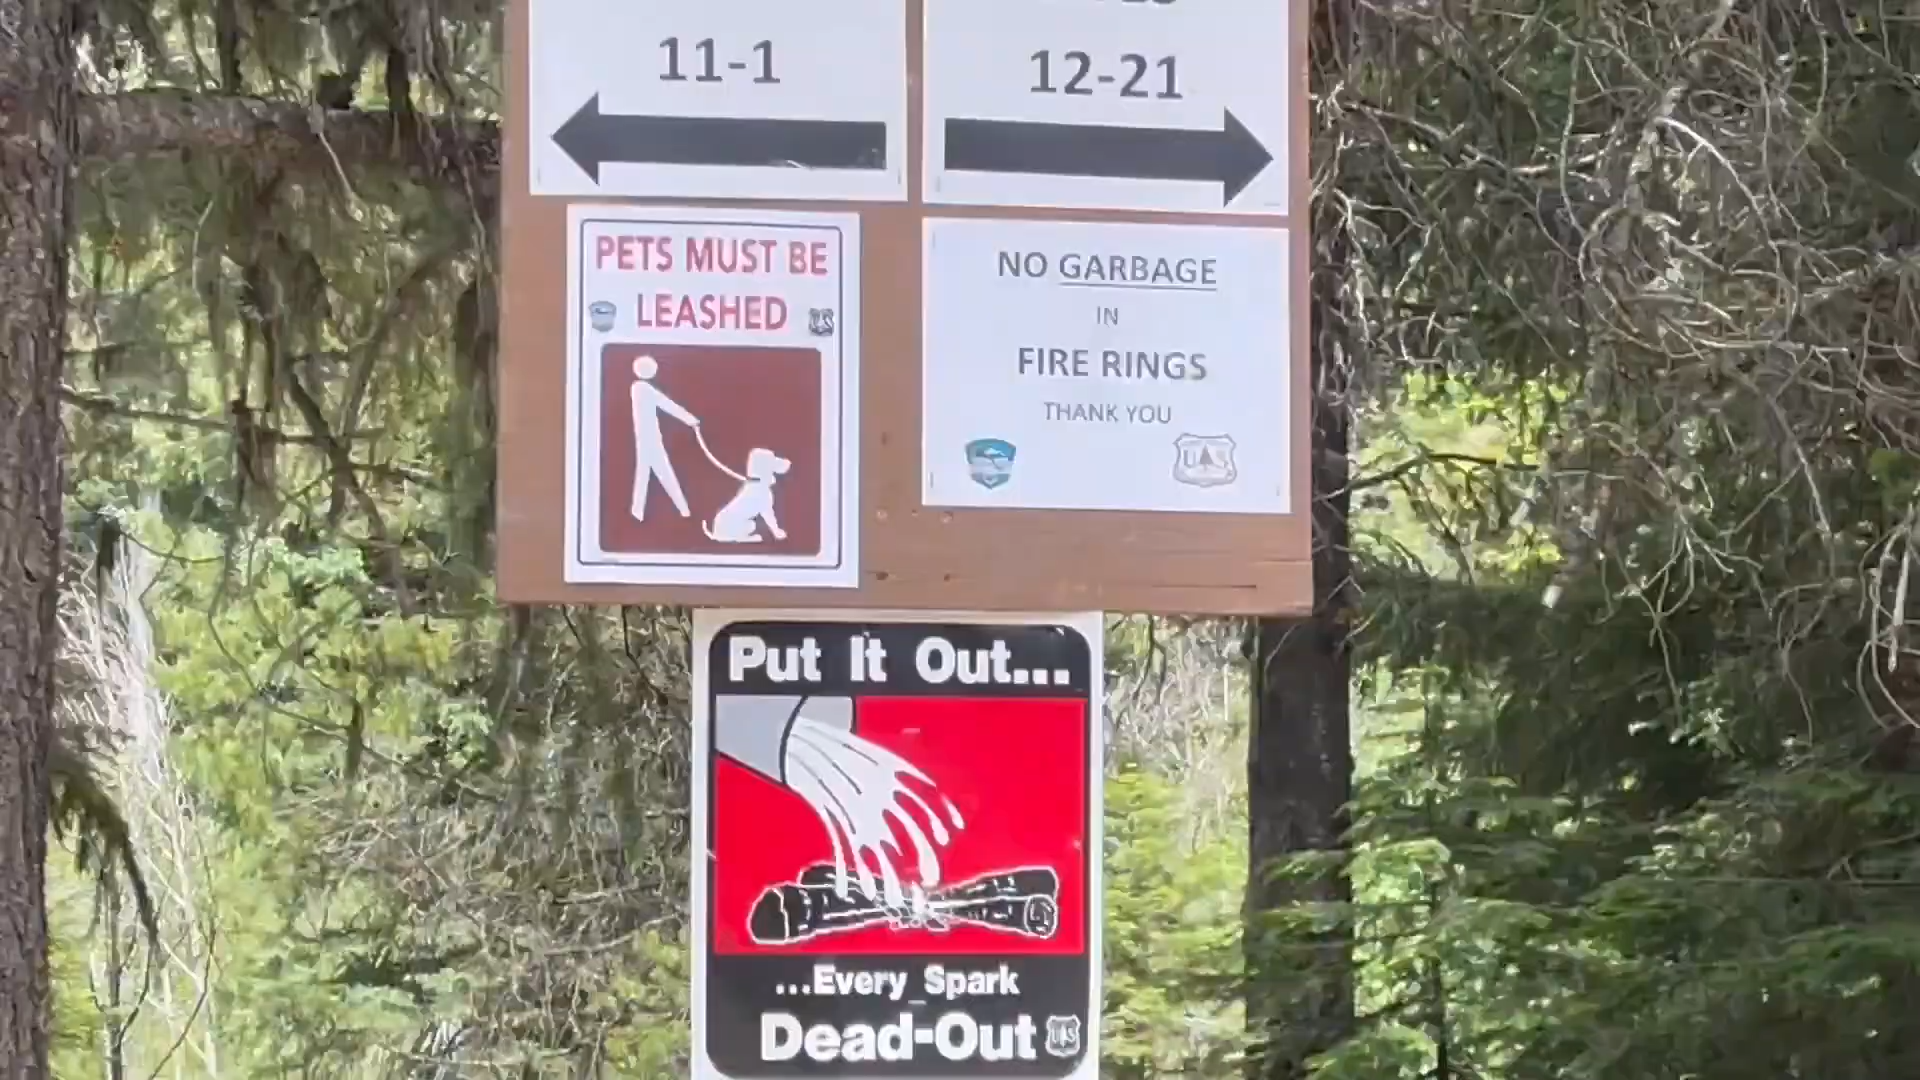 11-1
12-21
PETS MUST BE
LEASHED
NO GARBAGE
IN
FIRE RINGS
THANK YOU
U S
Put It Out...
...Every Spark
Dead-Out
U S